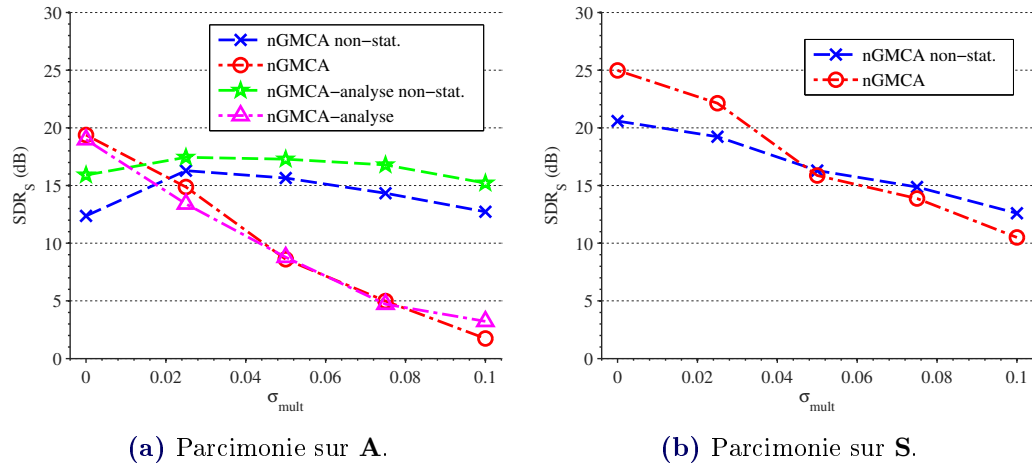 30
25
20
15
10
5
0
SDR_S (dB)
0
0.02
0.04
0.06
0.08
0.1
σ_mult
nGMCA non-stat.
nGMCA
nGMCA-analyse non-stat.
nGMCA-analyse
(a) Parcimonie sur A.
30
25
20
15
10
5
0
SDR_S (dB)
0
0.02
0.04
0.06
0.08
0.1
σ_mult
nGMCA non-stat.
nGMCA
(b) Parcimonie sur S.